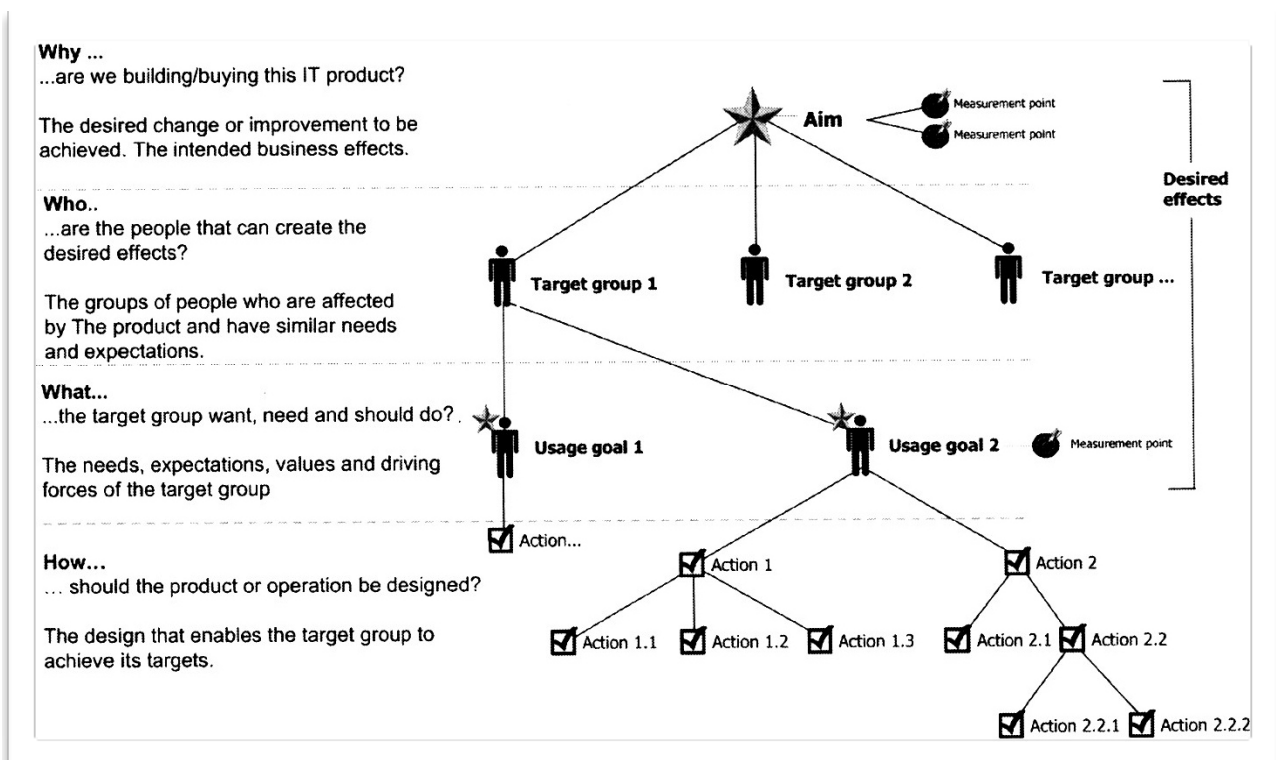 Why ...
...are we building/buying this IT product?
The desired change or improvement to be
achieved. The intended business effects.
Aim
Measurement point
Measurement point
Desired
effects
Who..
...are the people that can create the
desired effects?
The groups of people who are affected
by The product and have similar needs
and expectations.
Target group 1
Target group 2
Target group ...
What...
...the target group want, need and should do?
The needs, expectations, values and driving
forces of the target group
Usage goal 1
Usage goal 2
Measurement point
How...
... should the product or operation be designed?
The design that enables the target group to
achieve its targets.
Action...
Action 1
Action 2
Action 1.1
Action 1.2
Action 1.3
Action 2.1
Action 2.2
Action 2.2.1
Action 2.2.2